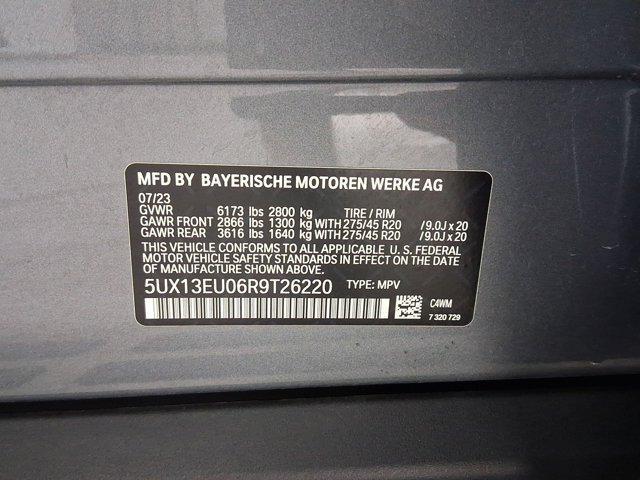 MFD BY BAYERISCHE MOTOREN WERKE AG
07/23
GVWR 6173 lbs 2800 kg TIRE / RIM
GAWR FRONT 2866 lbs 1300 kg WITH 275/45 R20 / 9.0J x 20
GAWR REAR 3616 lbs 1640 kg WITH 275/45 R20 / 9.0J x 20
THIS VEHICLE CONFORMS TO ALL APPLICABLE U. S. FEDERAL
MOTOR VEHICLE SAFETY STANDARDS IN EFFECT ON THE DATE
OF MANUFACTURE SHOWN ABOVE.
5UX13EU06R9T26220 TYPE: MPV
C4WM
7 320 729